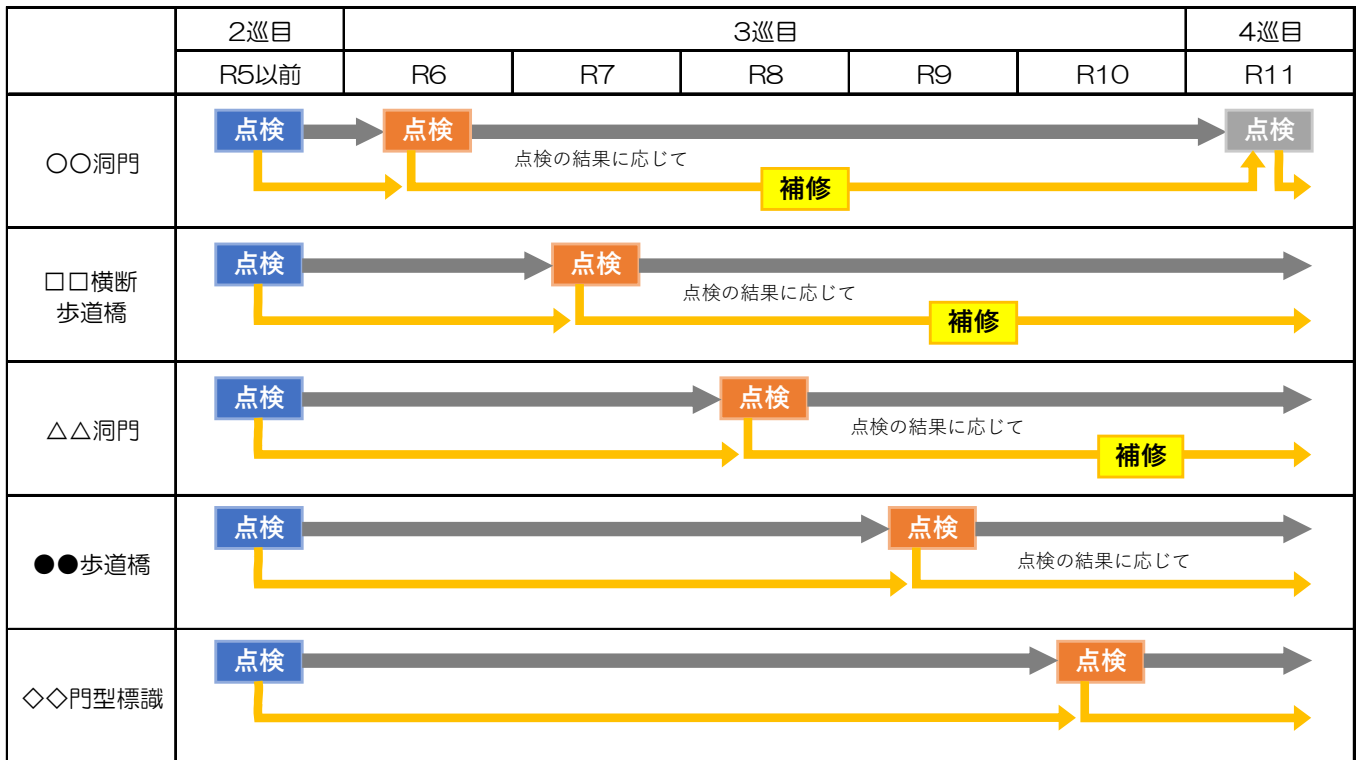 2巡目 3巡目 4巡目
R5以前 R6 R7 R8 R9 R10 R11
〇〇洞門
点検 点検 点検
点検の結果に応じて
補修
□□横断
歩道橋
点検 点検
点検の結果に応じて
補修
△△洞門
点検 点検
点検の結果に応じて
補修
●●歩道橋
点検 点検
点検の結果に応じて
◇◇門型標識
点検 点検